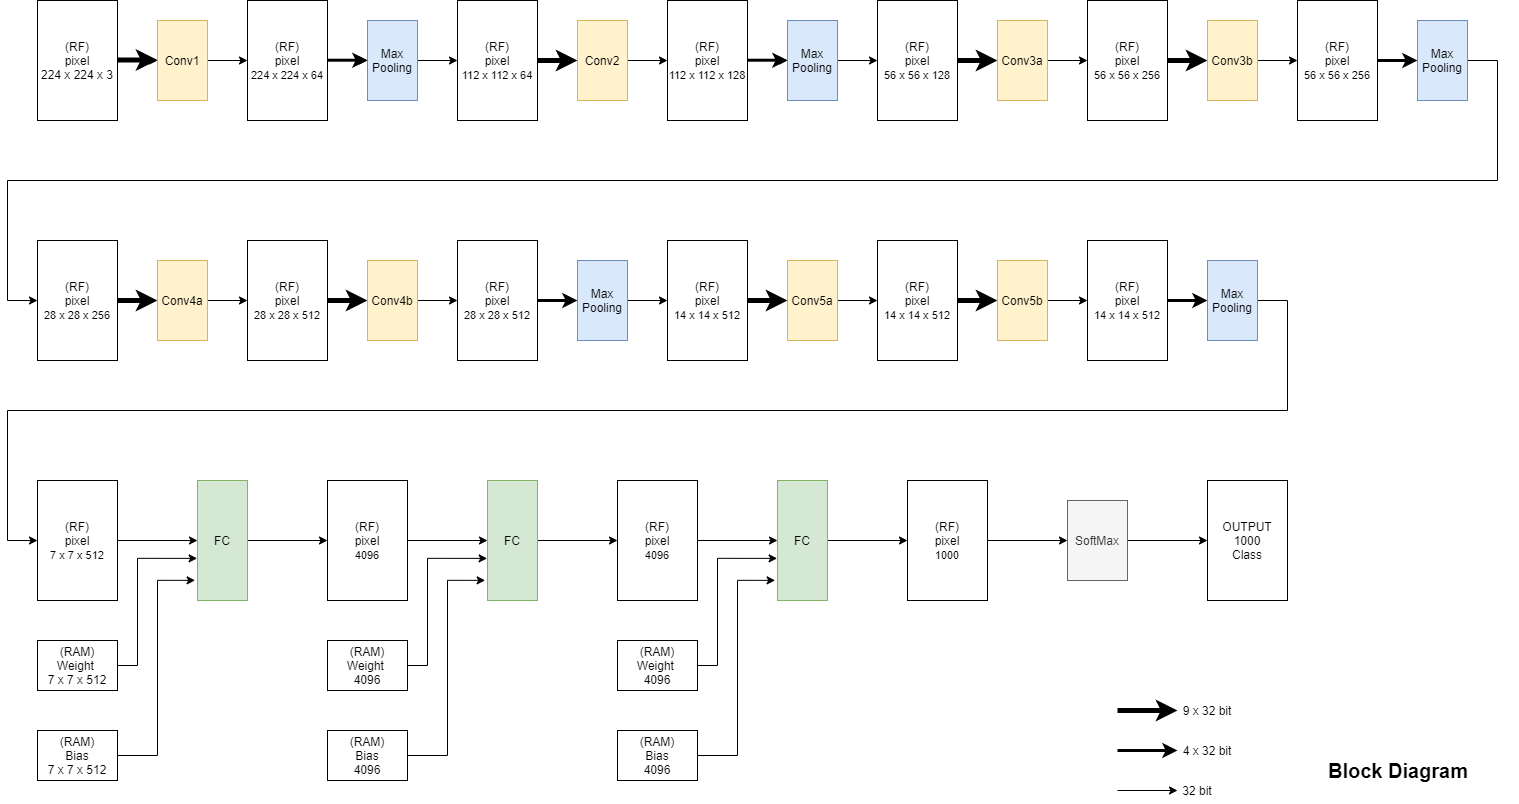 (RF)
pixel
224 x 224 x 3
Conv1
(RF)
pixel
224 x 224 x 64
Max
Pooling
(RF)
pixel
112 x 112 x 64
Conv2
(RF)
pixel
112 x 112 x 128
Max
Pooling
(RF)
pixel
56 x 56 x 128
Conv3a
(RF)
pixel
56 x 56 x 256
Conv3b
(RF)
pixel
56 x 56 x 256
Max
Pooling
(RF)
pixel
28 x 28 x 256
Conv4a
(RF)
pixel
28 x 28 x 512
Conv4b
(RF)
pixel
28 x 28 x 512
Max
Pooling
(RF)
pixel
14 x 14 x 512
Conv5a
(RF)
pixel
14 x 14 x 512
Conv5b
(RF)
pixel
14 x 14 x 512
Max
Pooling
(RF)
pixel
7 x 7 x 512
FC
(RF)
pixel
4096
FC
(RF)
pixel
4096
FC
(RF)
pixel
1000
SoftMax
OUTPUT
1000
Class
(RAM)
Weight
7 x 7 x 512
(RAM)
Weight
4096
(RAM)
Weight
4096
(RAM)
Bias
7 x 7 x 512
(RAM)
Bias
4096
(RAM)
Bias
4096
9 x 32 bit
4 x 32 bit
32 bit
Block Diagram